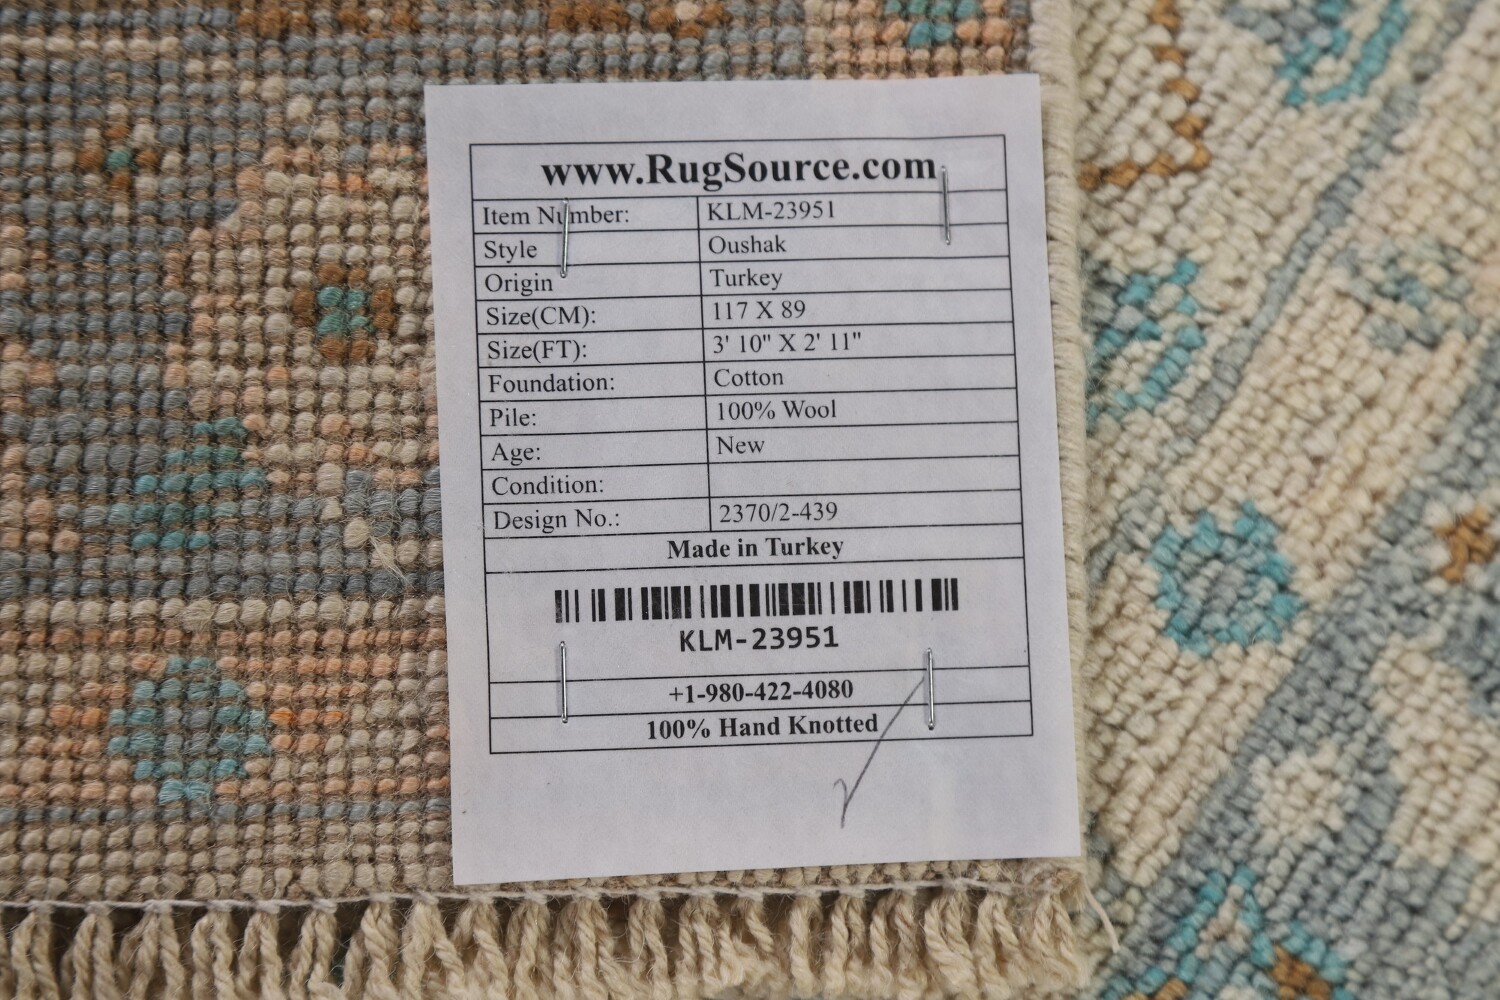 www.RugSource.com
Item Number: KLM-23951
Style Oushak
Origin Turkey
Size(CM): 117 X 89
Size(FT): 3' 10" X 2' 11"
Foundation: Cotton
Pile: 100% Wool
Age: New
Condition:
Design No.: 2370/2-439
Made in Turkey
KLM-23951
+1-980-422-4080
100% Hand Knotted